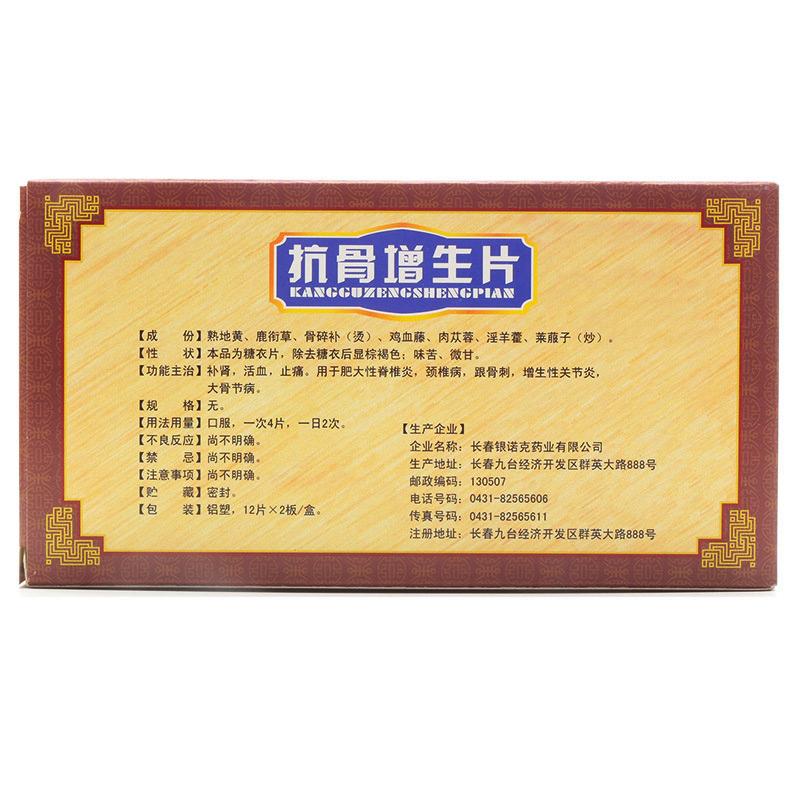 抗骨增生片
KANGGUZENGSHENGPIAN
【成　份】熟地黄、鹿衔草、骨碎补（烫）、鸡血藤、肉苁蓉、淫羊藿、莱菔子（炒）。
【性　状】本品为糖衣片，除去糖衣后显棕褐色；味苦、微甘。
【功能主治】补肾，活血，止痛。用于肥大性脊椎炎，颈椎病，跟骨刺，增生性关节炎，
大骨节病。
【规　格】无。
【用法用量】口服，一次4片，一日2次。
【不良反应】尚不明确。
【禁　忌】尚不明确。
【注意事项】尚不明确。
【贮　藏】密封。
【包　装】铝塑，12片×2板/盒。
【生产企业】
企业名称：长春银诺克药业有限公司
生产地址：长春九台经济开发区群英大路888号
邮政编码：130507
电话号码：0431-82565606
传真号码：0431-82565611
注册地址：长春九台经济开发区群英大路888号